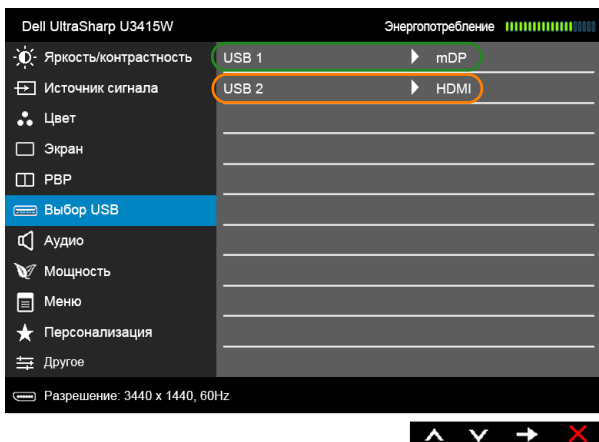 Dell UltraSharp U3415W Энергопотребление
Яркость/контрастность USB 1 mDP
Источник сигнала USB 2 HDMI
Цвет
Экран
PBP
Выбор USB
Аудио
Мощность
Меню
Персонализация
Другое
Разрешение: 3440 x 1440, 60Hz